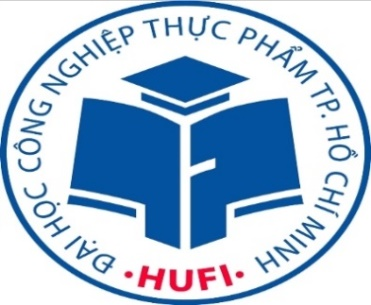 ĐẠI HỌC CÔNG NGHIỆP THỰC PHẨM TP. HỒ CHÍ MINH
• HUFI •